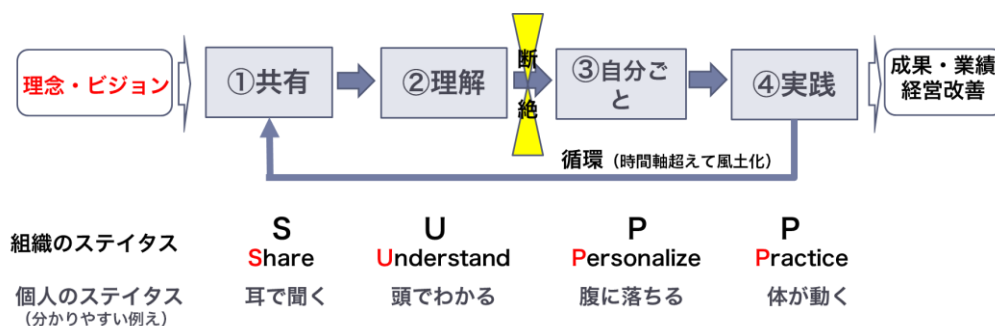 理念・ビジョン
①共有
②理解
断
絶
③自分ご
と
④実践
成果・業績
経営改善
循環（時間軸超えて風土化）
組織のステイタス
S
Share
U
Understand
P
Personalize
P
Practice
個人のステイタス
（分かりやすい例え）
耳で聞く
頭でわかる
腹に落ちる
体が動く